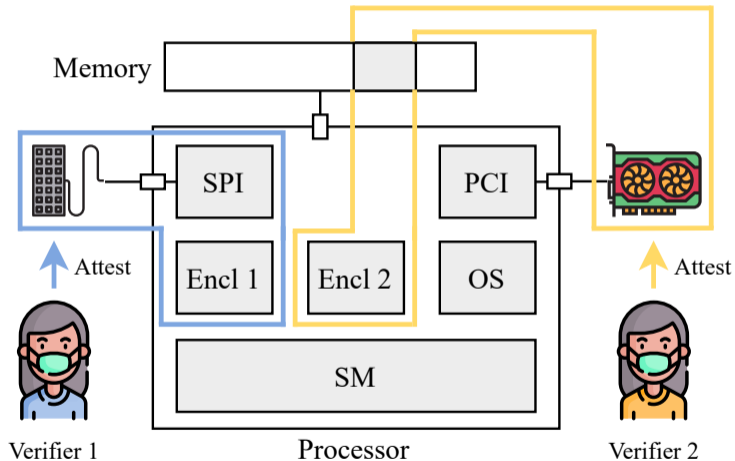 Memory
SPI
PCI
Attest
Encl 1
Encl 2
OS
Attest
SM
Verifier 1
Processor
Verifier 2